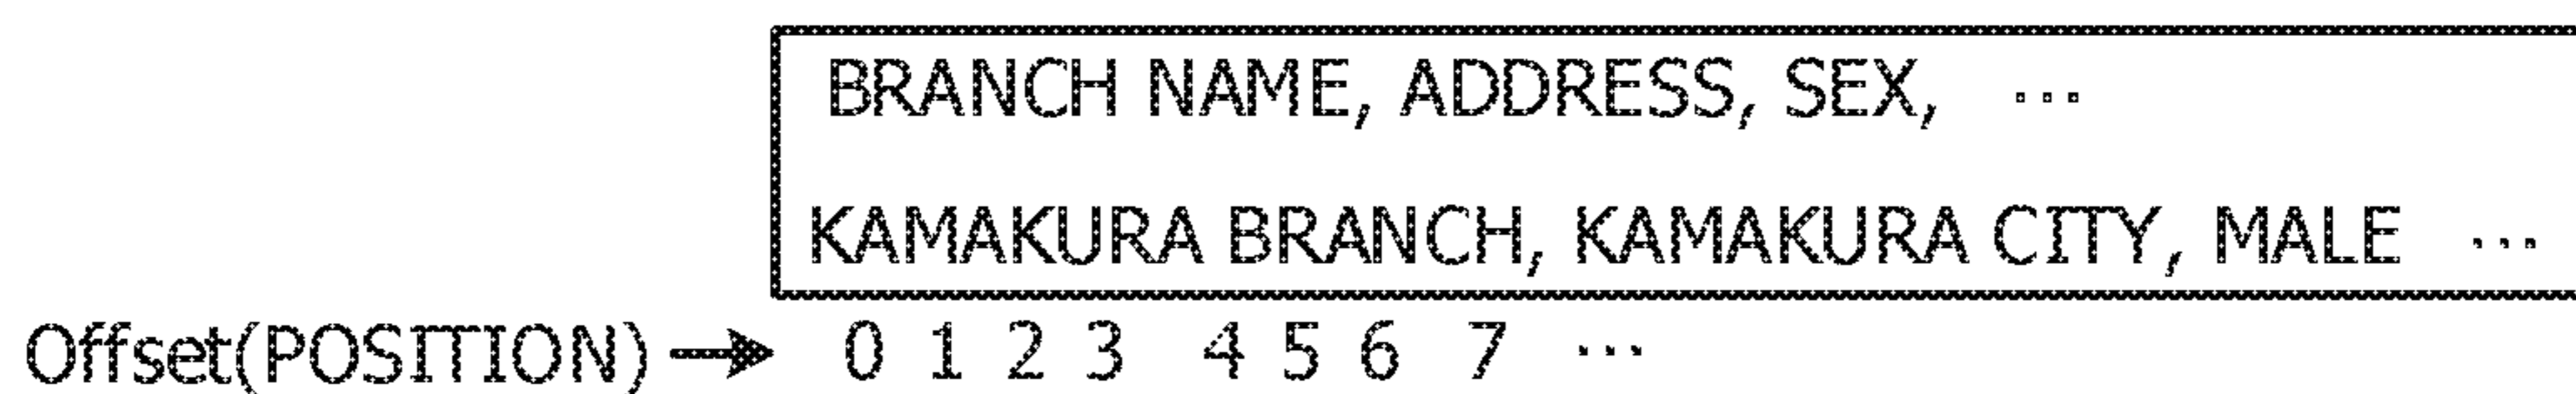 BRANCH NAME, ADDRESS, SEX, ...
KAMAKURA BRANCH, KAMAKURA CITY, MALE ...
Offset(POSITION) → 0 1 2 3 4 5 6 7 ...